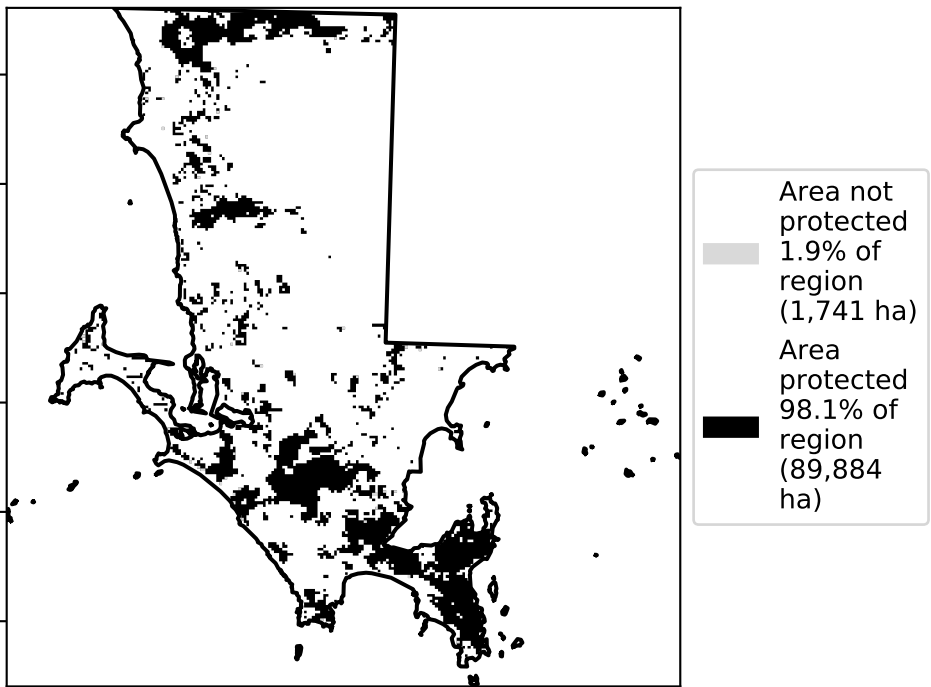 Area not
protected
1.9% of
region
(1,741 ha)
Area
protected
98.1% of
region
(89,884
ha)